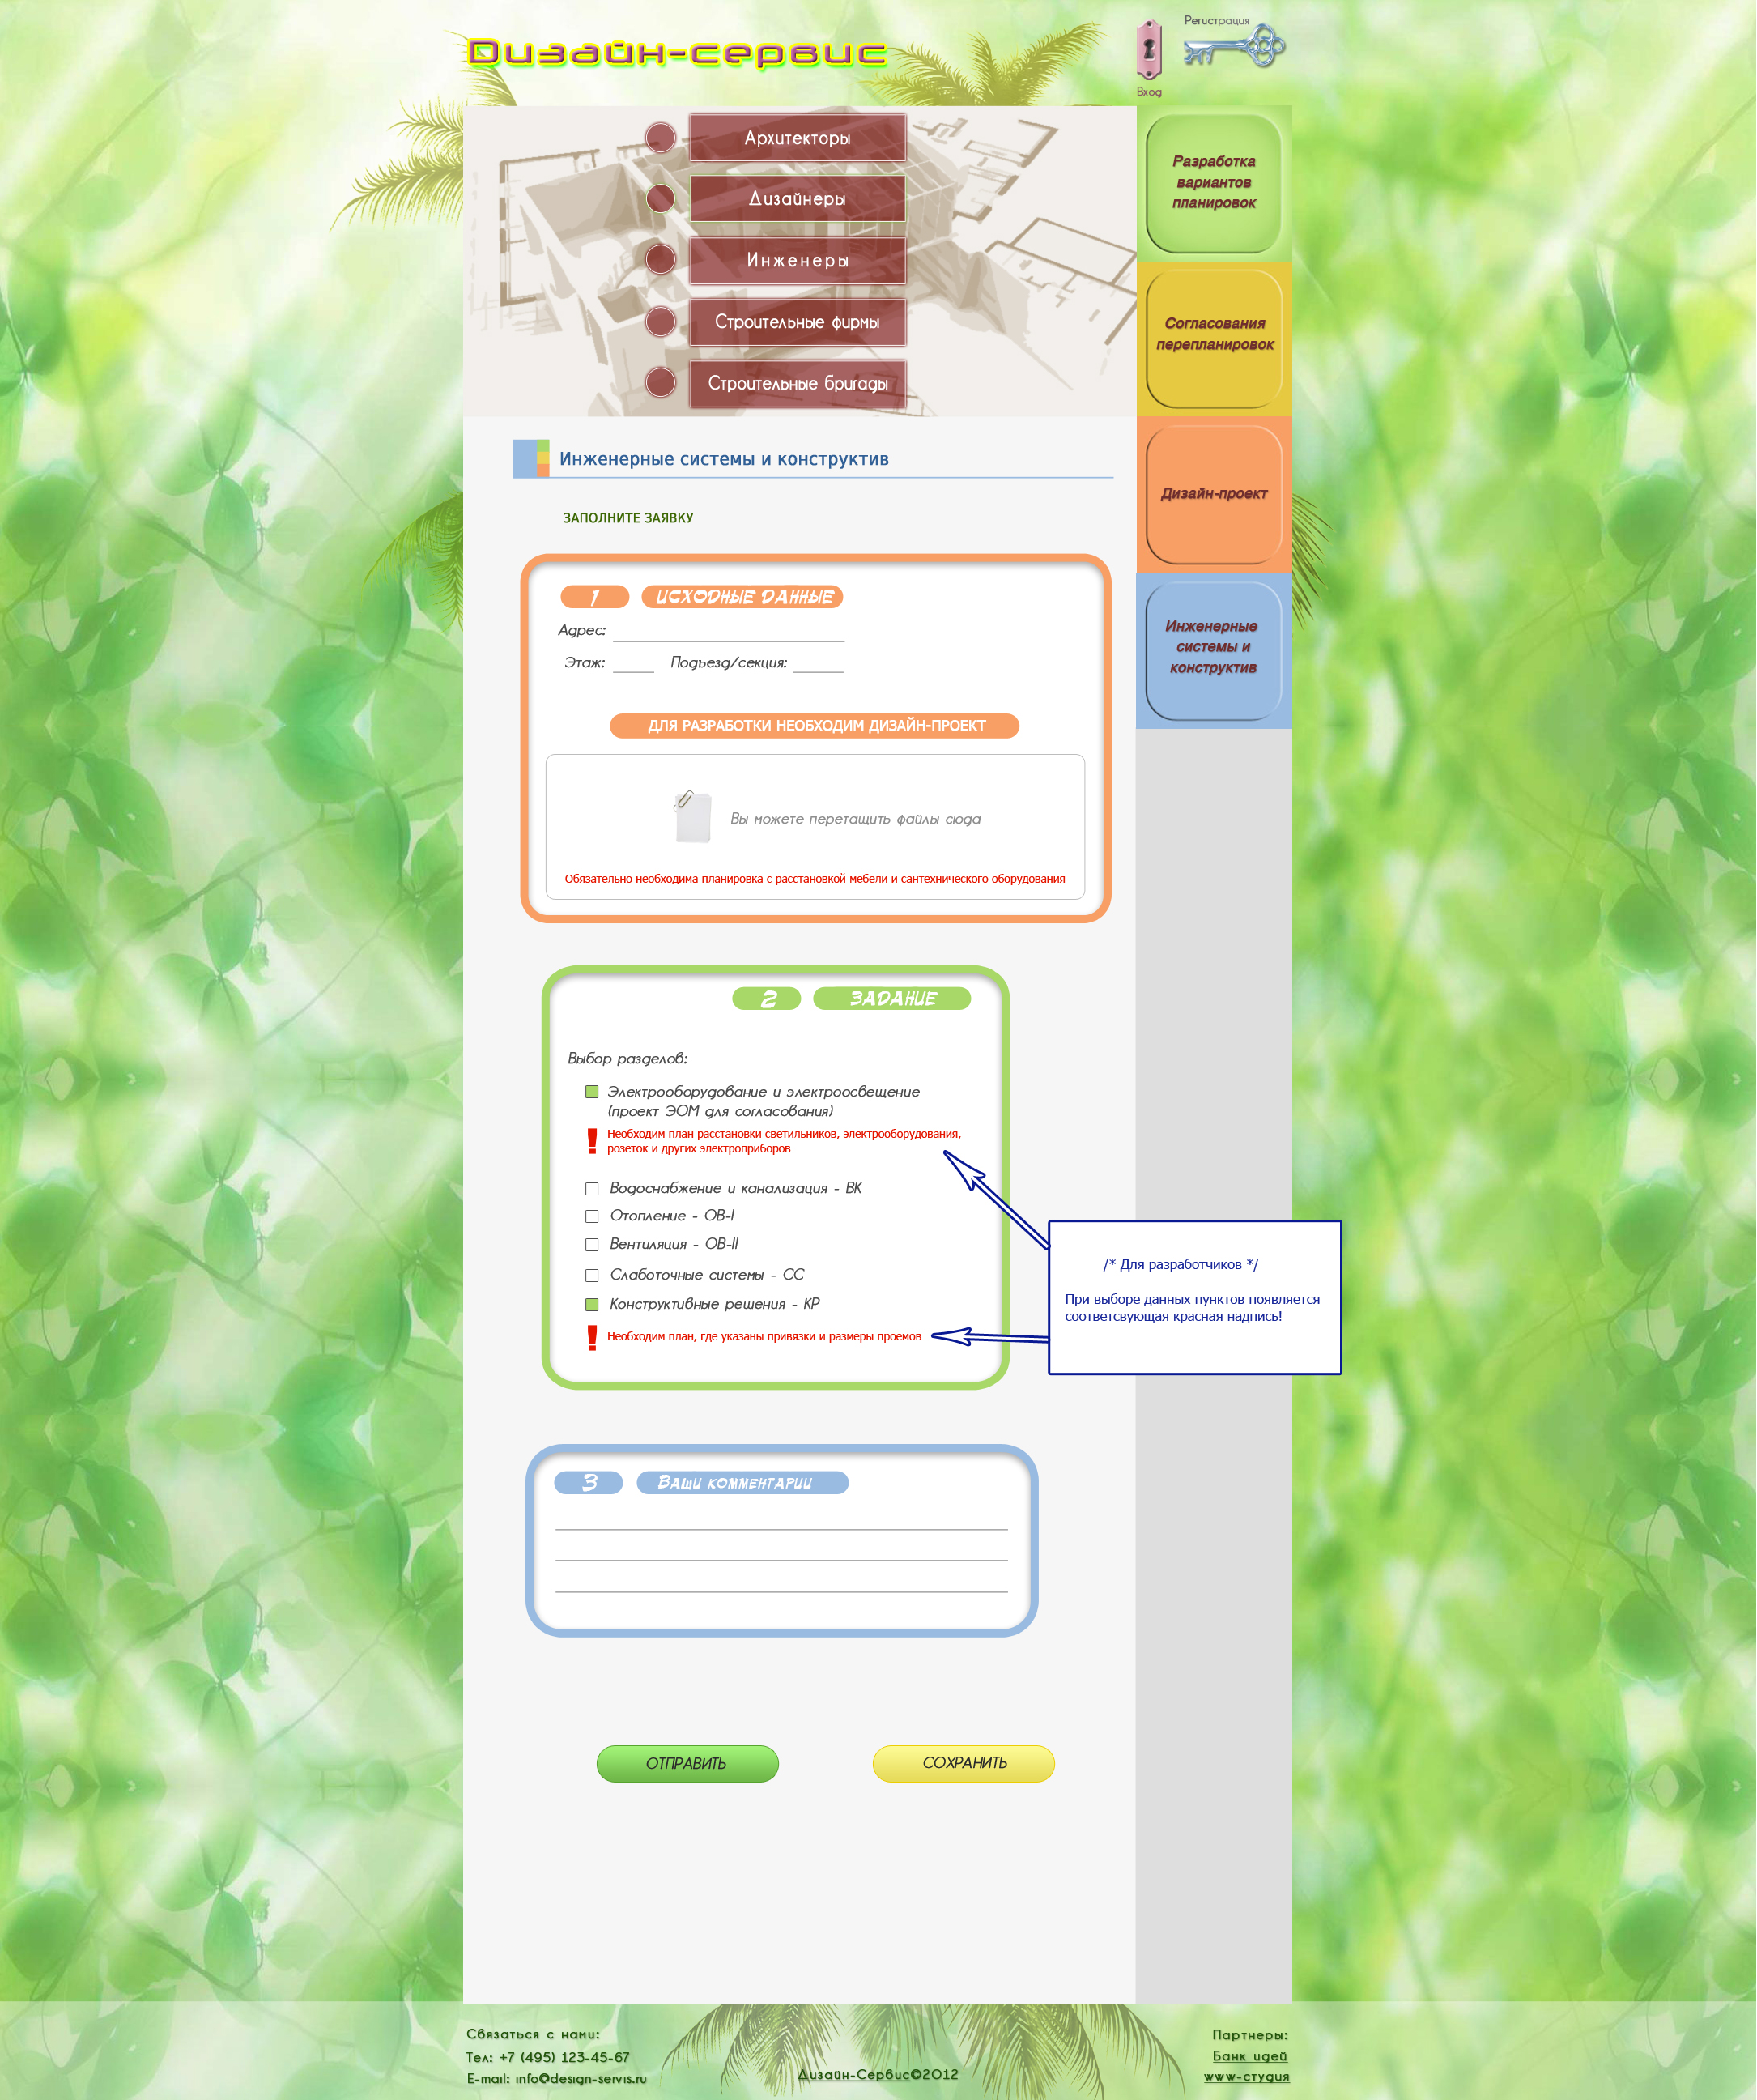 Дизайн-сервис
Регистрация
Вход
Архитекторы
Дизайнеры
Инженеры
Строительные фирмы
Строительные бригады
Разработка
вариантов
планировок
Согласования
перепланировок
Дизайн-проект
Инженерные
системы и
конструктив
Инженерные системы и конструктив
ЗАПОЛНИТЕ ЗАЯВКУ
1 ИСХОДНЫЕ ДАННЫЕ
Адрес:
Этаж: Подъезд/секция:
ДЛЯ РАЗРАБОТКИ НЕОБХОДИМ ДИЗАЙН-ПРОЕКТ
Вы можете перетащить файлы сюда
Обязательно необходима планировка с расстановкой мебели и сантехнического оборудования
2 ЗАДАНИЕ
Выбор разделов:
Электрооборудование и электроосвещение
(проект ЭОМ для согласования)
! Необходим план расстановки светильников, электрооборудования,
розеток и других электроприборов
Водоснабжение и канализация - ВК
Отопление - ОВ-I
Вентиляция - ОВ-II
Слаботочные системы - СС
Конструктивные решения - КР
! Необходим план, где указаны привязки и размеры проемов
/* Для разработчиков */
При выборе данных пунктов появляется
соответсвующая красная надпись!
3 Ваши комментарии
ОТПРАВИТЬ
СОХРАНИТЬ
Связаться с нами:
Тел: +7 (495) 123-45-67
E-mail: info@design-servis.ru
Дизайн-Сервис©2012
Партнеры:
Банк идей
www-студия